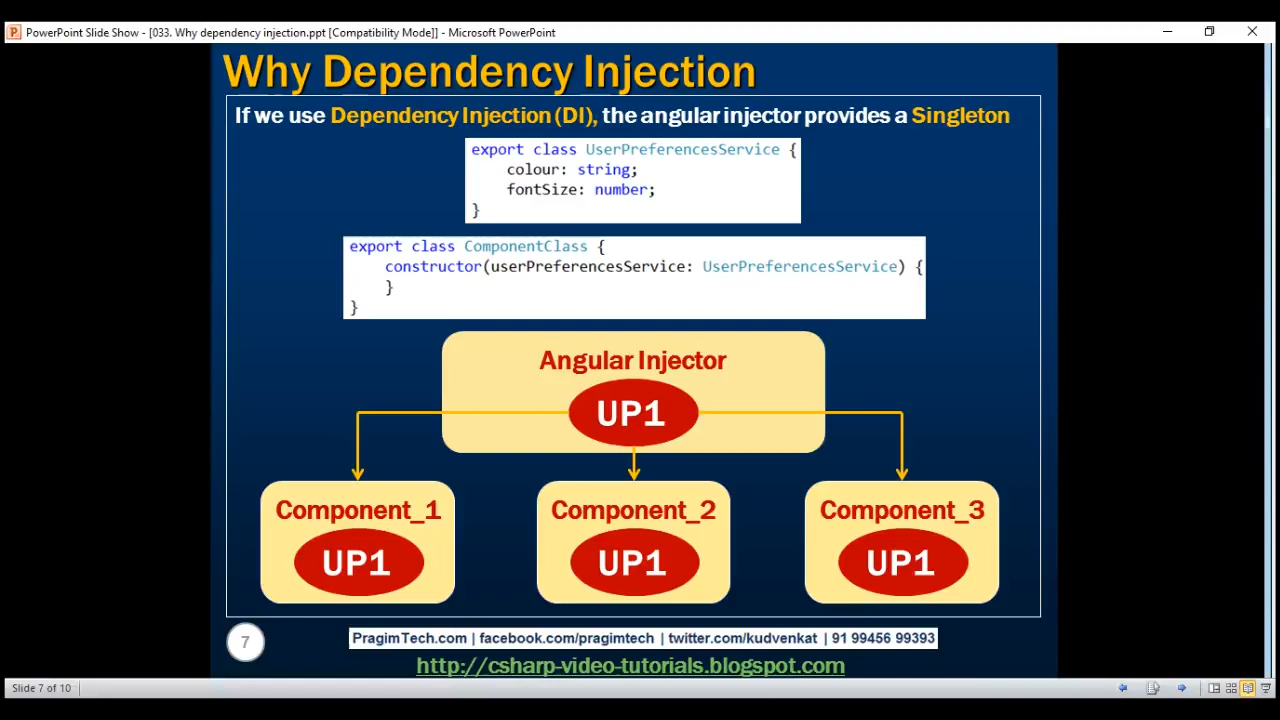 PowerPoint Slide Show - [033. Why dependency injection.ppt [Compatibility Mode]] - Microsoft PowerPoint
Why Dependency Injection
If we use Dependency Injection (DI), the angular injector provides a Singleton
export class UserPreferencesService {
colour: string;
fontSize: number;
}
export class ComponentClass {
constructor(userPreferencesService: UserPreferencesService) {
}
}
Angular Injector
UP1
Component_1
UP1
Component_2
UP1
Component_3
UP1
7
PragimTech.com | facebook.com/pragimtech | twitter.com/kudvenkat | 91 99456 99393
http://csharp-video-tutorials.blogspot.com
Slide 7 of 10